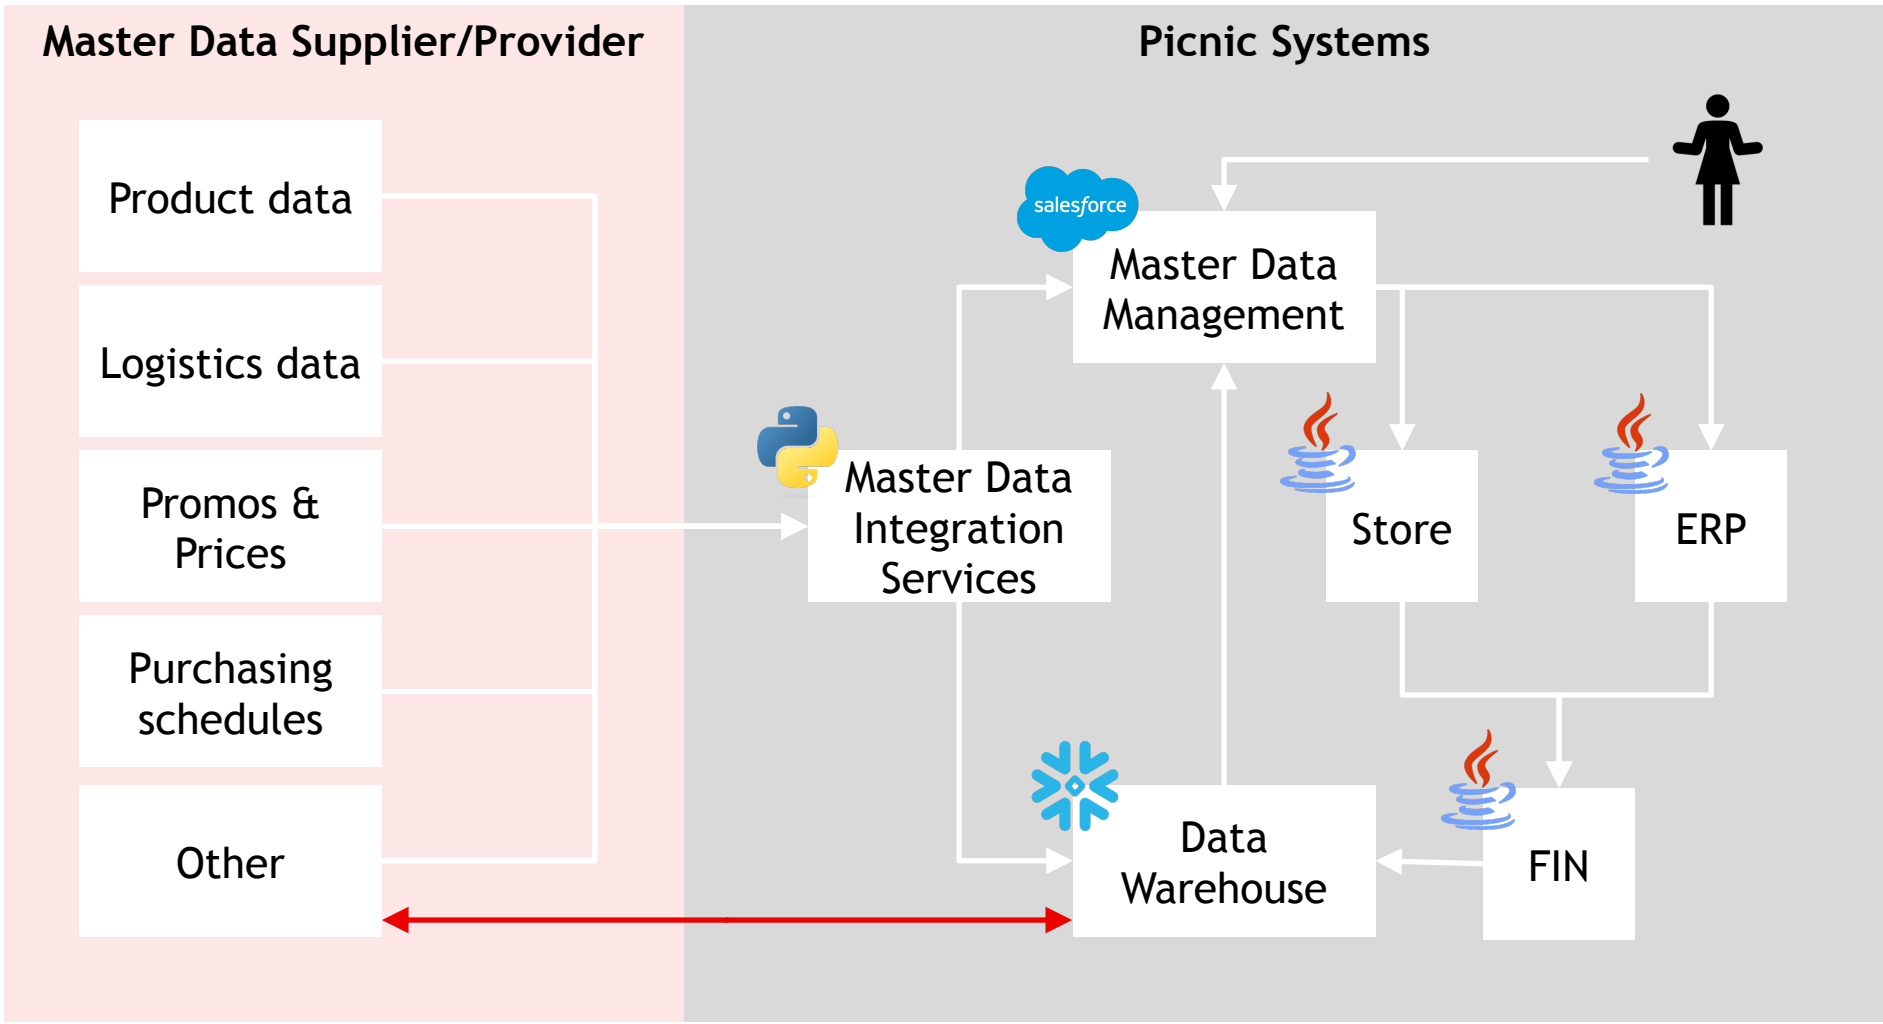 Master Data Supplier/Provider
Picnic Systems
Product data
Logistics data
Promos &
Prices
Purchasing
schedules
Other
salesforce
Master Data
Management
Master Data
Integration
Services
Store
ERP
Data
Warehouse
FIN